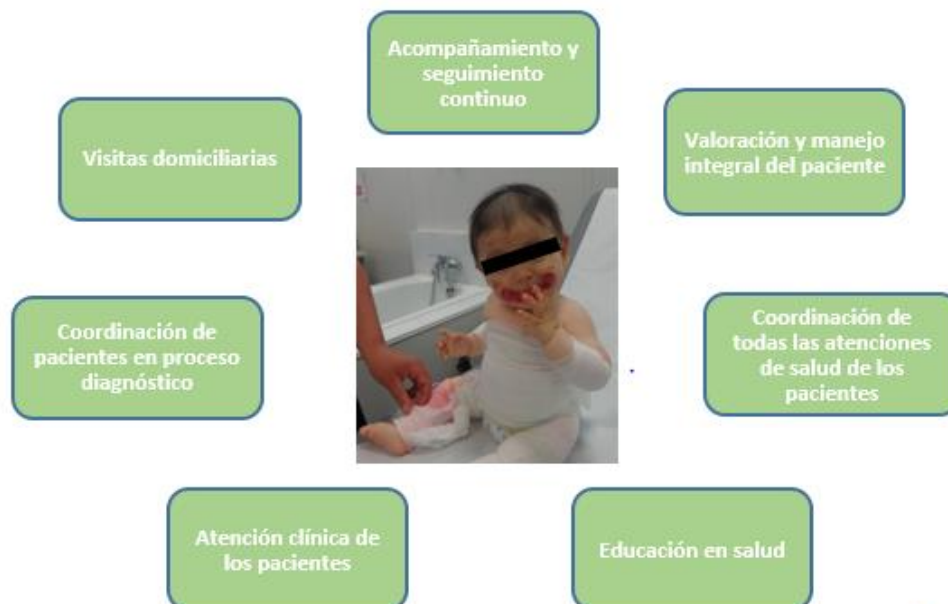 Acompañamiento y
seguimiento
continuo
Visitas domiciliarias
Valoración y manejo
integral del paciente
Coordinación de
pacientes en proceso
diagnóstico
Coordinación de
todas las atenciones
de salud de los
pacientes
Atención clínica de
los pacientes
Educación en salud